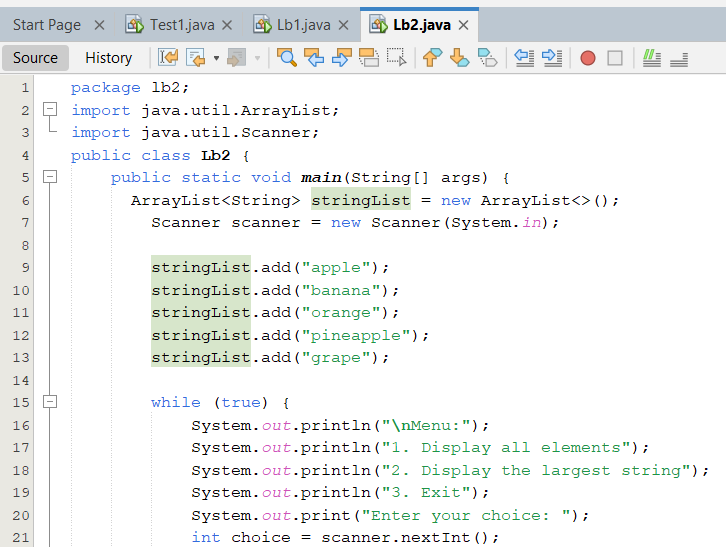 Start Page Test1.java Lb1.java Lb2.java
Source History
1 package lb2;
2 import java.util.ArrayList;
3 import java.util.Scanner;
4 public class Lb2 {
5 public static void main(String[] args) {
6 ArrayList<String> stringList = new ArrayList<>();
7 Scanner scanner = new Scanner(System.in);
8
9 stringList.add("apple");
10 stringList.add("banana");
11 stringList.add("orange");
12 stringList.add("pineapple");
13 stringList.add("grape");
14
15 while (true) {
16 System.out.println("\nMenu:");
17 System.out.println("1. Display all elements");
18 System.out.println("2. Display the largest string");
19 System.out.println("3. Exit");
20 System.out.print("Enter your choice: ");
21 int choice = scanner.nextInt();